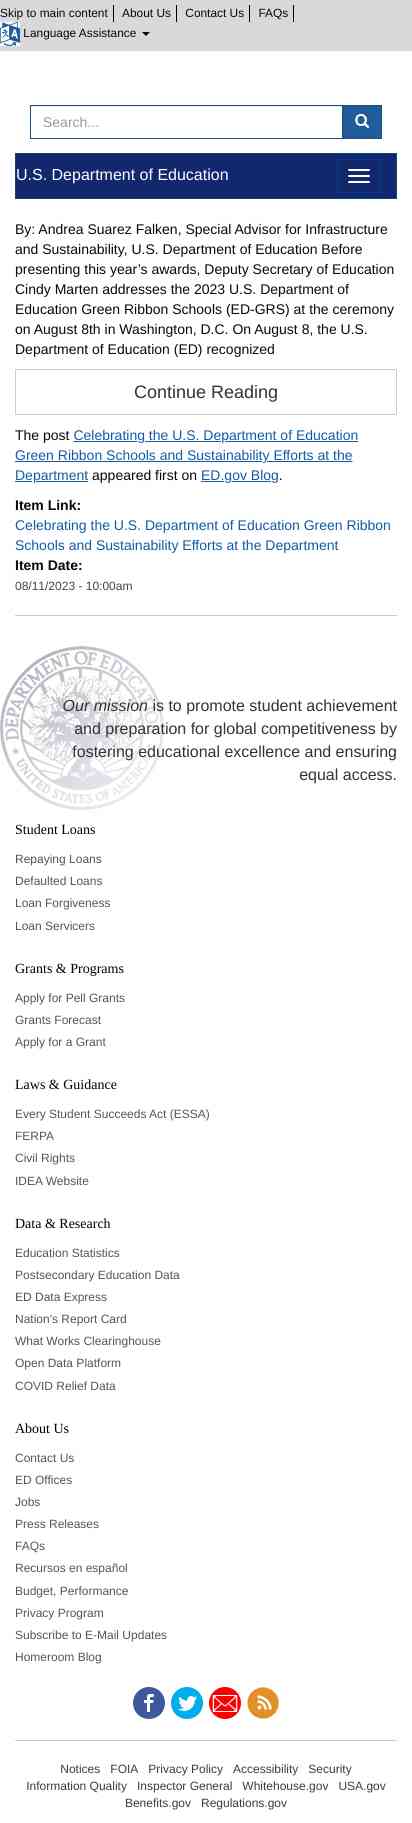 Skip to main content About Us Contact Us FAQs
Language Assistance
Search...
U.S. Department of Education
By: Andrea Suarez Falken, Special Advisor for Infrastructure
and Sustainability, U.S. Department of Education Before
presenting this year's awards, Deputy Secretary of Education
Cindy Marten addresses the 2023 U.S. Department of
Education Green Ribbon Schools (ED-GRS) at the ceremony
on August 8th in Washington, D.C. On August 8, the U.S.
Department of Education (ED) recognized
Continue Reading
The post Celebrating the U.S. Department of Education
Green Ribbon Schools and Sustainability Efforts at the
Department appeared first on ED.gov Blog.
Item Link:
Celebrating the U.S. Department of Education Green Ribbon
Schools and Sustainability Efforts at the Department
Item Date:
08/11/2023 - 10:00am
DEPARTMENT OF EDUCATION
UNITED STATES OF AMERICA
Our mission is to promote student achievement
and preparation for global competitiveness by
fostering educational excellence and ensuring
equal access.
Student Loans
Repaying Loans
Defaulted Loans
Loan Forgiveness
Loan Servicers
Grants & Programs
Apply for Pell Grants
Grants Forecast
Apply for a Grant
Laws & Guidance
Every Student Succeeds Act (ESSA)
FERPA
Civil Rights
IDEA Website
Data & Research
Education Statistics
Postsecondary Education Data
ED Data Express
Nation's Report Card
What Works Clearinghouse
Open Data Platform
COVID Relief Data
About Us
Contact Us
ED Offices
Jobs
Press Releases
FAQs
Recursos en español
Budget, Performance
Privacy Program
Subscribe to E-Mail Updates
Homeroom Blog
Notices FOIA Privacy Policy Accessibility Security
Information Quality Inspector General Whitehouse.gov USA.gov
Benefits.gov Regulations.gov